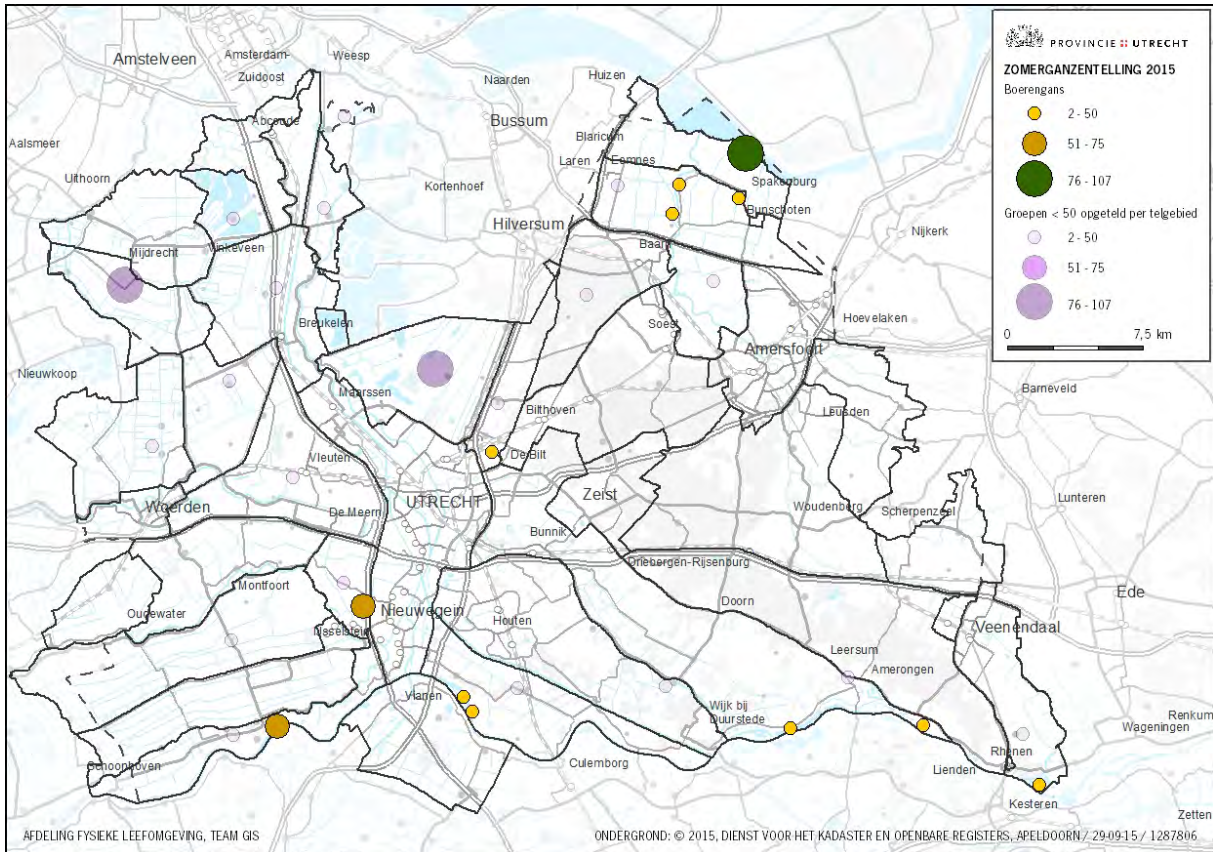 PROVINCIE :: UTRECHT
ZOMERGANZENTELLING 2015
Boerengans
2 - 50
51 - 75
76 - 107
Groepen < 50 opgeteld per telgebied
2 - 50
51 - 75
76 - 107
0 7,5 km
Amstelveen
Amsterdam-
Zuidoost
Weesp
Naarden
Huizen
Bussum
Abcoude
Blaricum
Aalsmeer
Laren
Eemnes
Uithoorn
Kortenhoef
Spakenburg
Bunschoten
Hilversum
Nijkerk
Mijdrecht
Vinkeveen
Baarn
Breukelen
Soest
Hoevelaken
Amersfoort
Nieuwkoop
Maarssen
Barneveld
Bilthoven
Leusden
Vleuten
De Bilt
UTRECHT
Zeist
Lunteren
Woerden
De Meern
Woudenberg
Scherpenzeel
Bunnik
Driebergen-Rijsenburg
Montfoort
Ede
Oudewater
Nieuwegein
Doorn
IJsselstein
Houten
Veenendaal
Leersum
Amerongen
Vianen
Wijk bij
Duurstede
Renkum
Wageningen
Rhenen
Schoonhoven
Culemborg
Lienden
Kesteren
Zetten
AFDELING FYSIEKE LEEFOMGEVING, TEAM GIS
ONDERGROND: © 2015, DIENST VOOR HET KADASTER EN OPENBARE REGISTERS, APELDOORN / 29-09-15 / 1287806